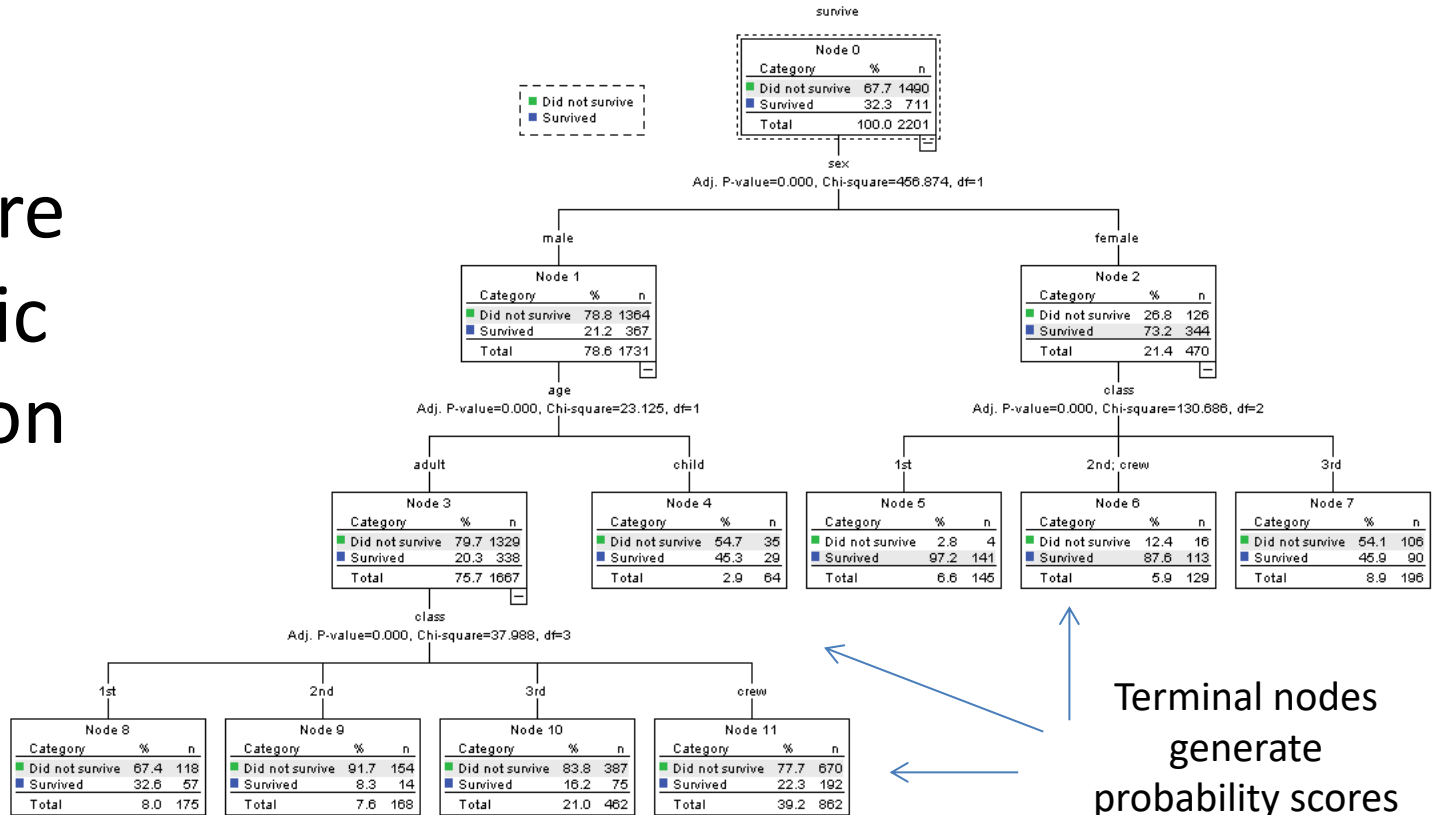 re
ic
on
survive
Did not survive
Survived
Node 0
Category % n
Did not survive 67.7 1490
Survived 32.3 711
Total 100.0 2201
sex
Adj. P-value=0.000, Chi-square=456.874, df=1
male
female
Node 1
Category % n
Did not survive 78.8 1364
Survived 21.2 367
Total 78.6 1731
Node 2
Category % n
Did not survive 26.8 126
Survived 73.2 344
Total 21.4 470
age
Adj. P-value=0.000, Chi-square=23.125, df=1
class
Adj. P-value=0.000, Chi-square=130.686, df=2
adult
child
1st
2nd; crew
3rd
Node 3
Category % n
Did not survive 79.7 1329
Survived 20.3 338
Total 75.7 1667
Node 4
Category % n
Did not survive 54.7 35
Survived 45.3 29
Total 2.9 64
Node 5
Category % n
Did not survive 2.8 4
Survived 97.2 141
Total 6.6 145
Node 6
Category % n
Did not survive 12.4 16
Survived 87.6 113
Total 5.9 129
Node 7
Category % n
Did not survive 54.1 106
Survived 45.9 90
Total 8.9 196
class
Adj. P-value=0.000, Chi-square=37.988, df=3
1st
2nd
3rd
crew
Node 8
Category % n
Did not survive 67.4 118
Survived 32.6 57
Total 8.0 175
Node 9
Category % n
Did not survive 91.7 154
Survived 8.3 14
Total 7.6 168
Node 10
Category % n
Did not survive 83.8 387
Survived 16.2 75
Total 21.0 462
Node 11
Category % n
Did not survive 77.7 670
Survived 22.3 192
Total 39.2 862
Terminal nodes
generate
probability scores